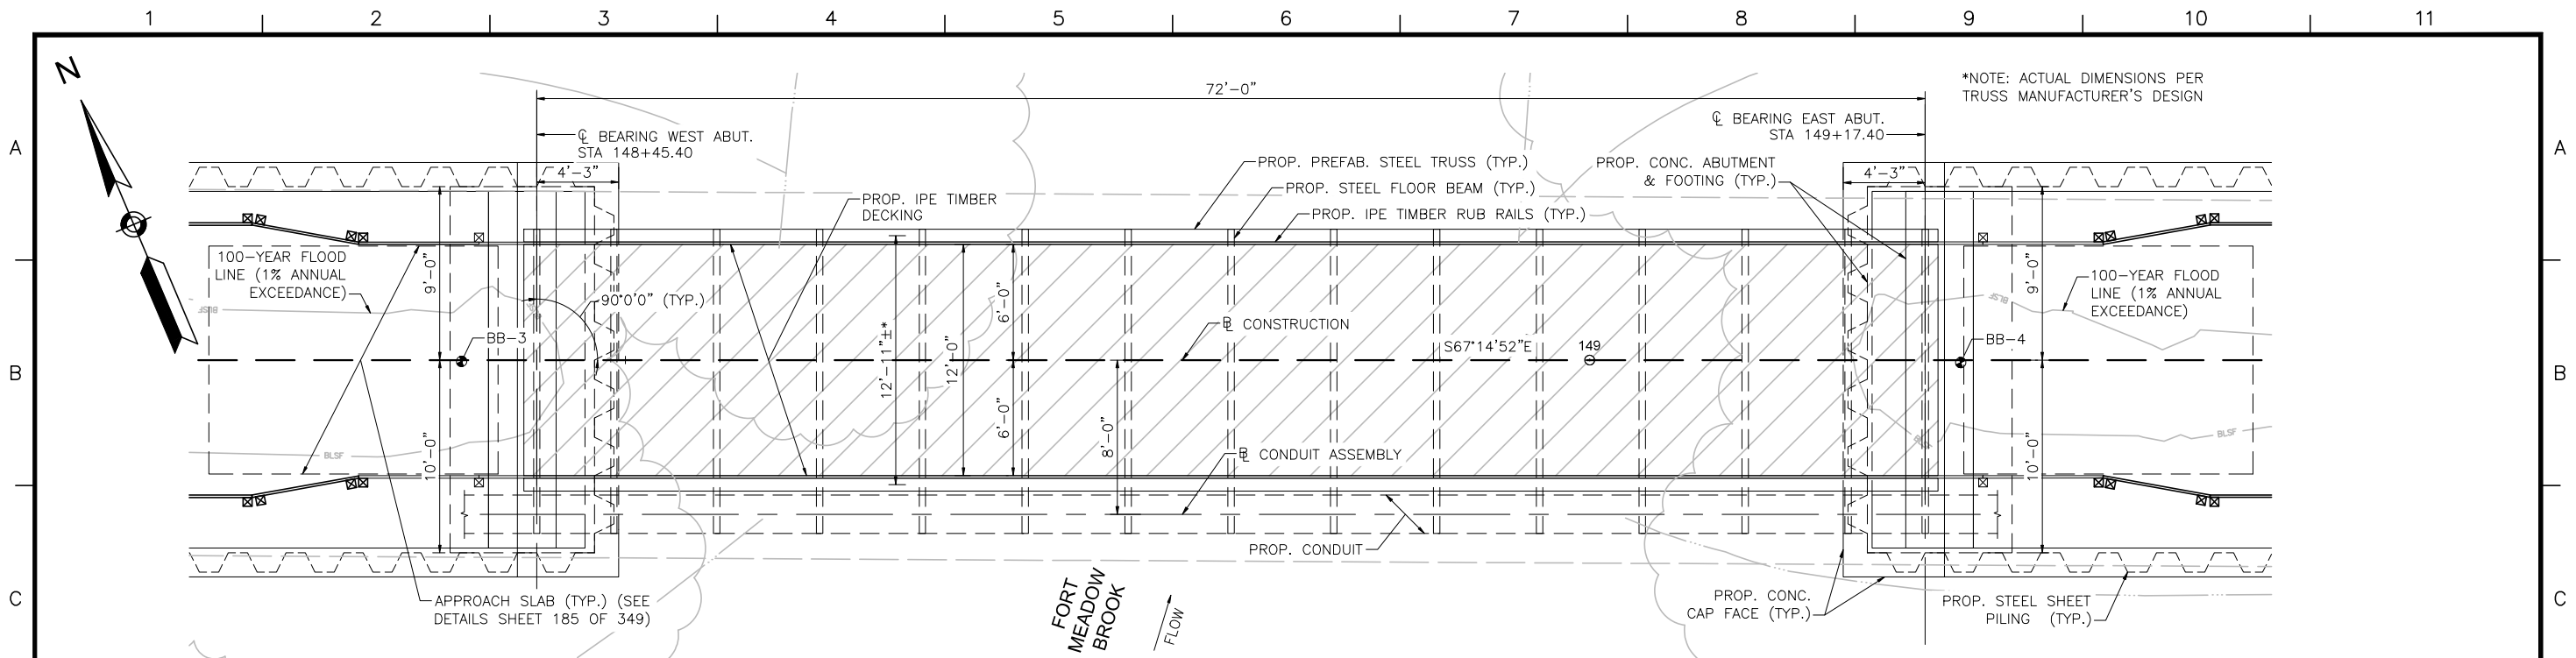 1 2 3 4 5 6 7 8 9 10 11
N
*NOTE: ACTUAL DIMENSIONS PER
TRUSS MANUFACTURER'S DESIGN
72'-0"
A
A
℄ BEARING WEST ABUT.
STA 148+45.40
℄ BEARING EAST ABUT.
STA 149+17.40
4'-3"
4'-3"
PROP. PREFAB. STEEL TRUSS (TYP.)
PROP. STEEL FLOOR BEAM (TYP.)
PROP. IPE TIMBER RUB RAILS (TYP.)
PROP. CONC. ABUTMENT
& FOOTING (TYP.)
PROP. IPE TIMBER
DECKING
100-YEAR FLOOD
LINE (1% ANNUAL
EXCEEDANCE)
9'-0"
90°0'0" (TYP.)
6'-0"
9'-0"
100-YEAR FLOOD
LINE (1% ANNUAL
EXCEEDANCE)
BLSF
BLSF
B
B
BB-3
12'-11"±*
12'-0"
℄ CONSTRUCTION
S67°14'52"E
149
BB-4
10'-0"
6'-0"
8'-0"
10'-0"
BLSF
BLSF
BLSF
℄ CONDUIT ASSEMBLY
PROP. CONDUIT
C
C
APPROACH SLAB (TYP.) (SEE
DETAILS SHEET 185 OF 349)
FORT
MEADOW
BROOK
FLOW
PROP. CONC.
CAP FACE (TYP.)
PROP. STEEL SHEET
PILING (TYP.)